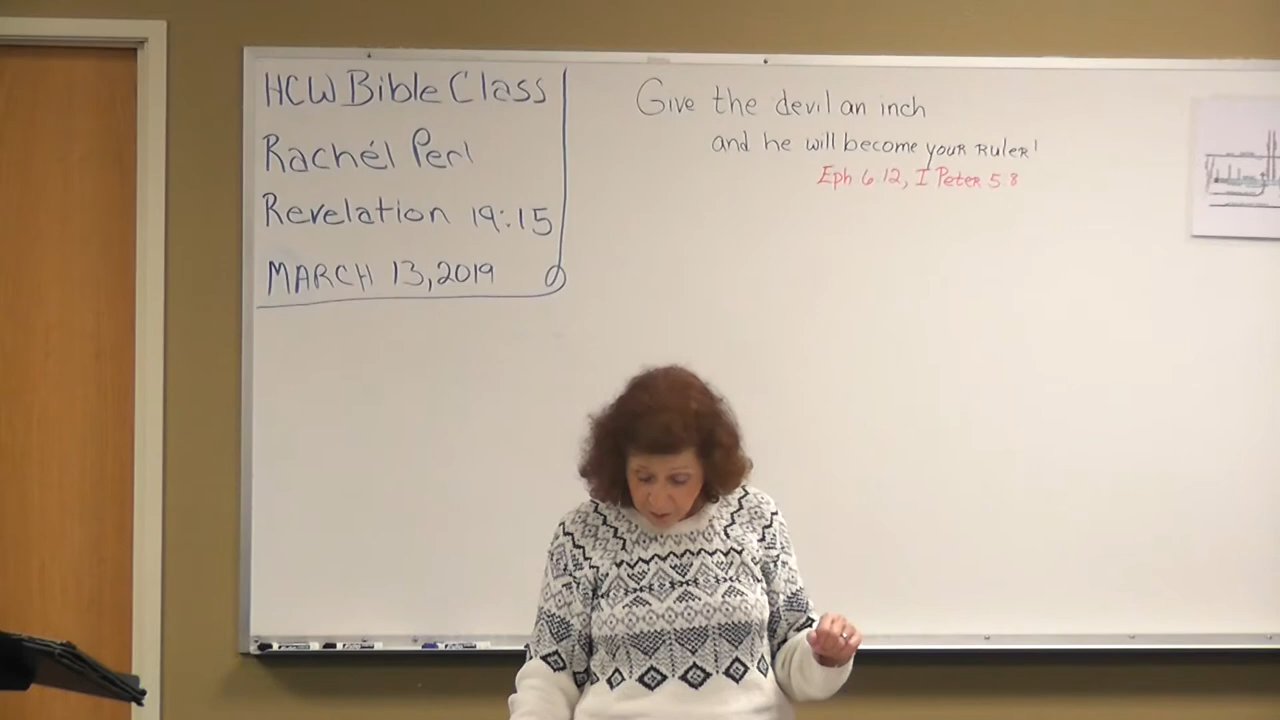 HCW Bible Class
Rachél Perl
Revelation 19:15
MARCH 13, 2019
Give the devil an inch
and he will become your RuleR!
Eph 6 12, I Peter 5 8